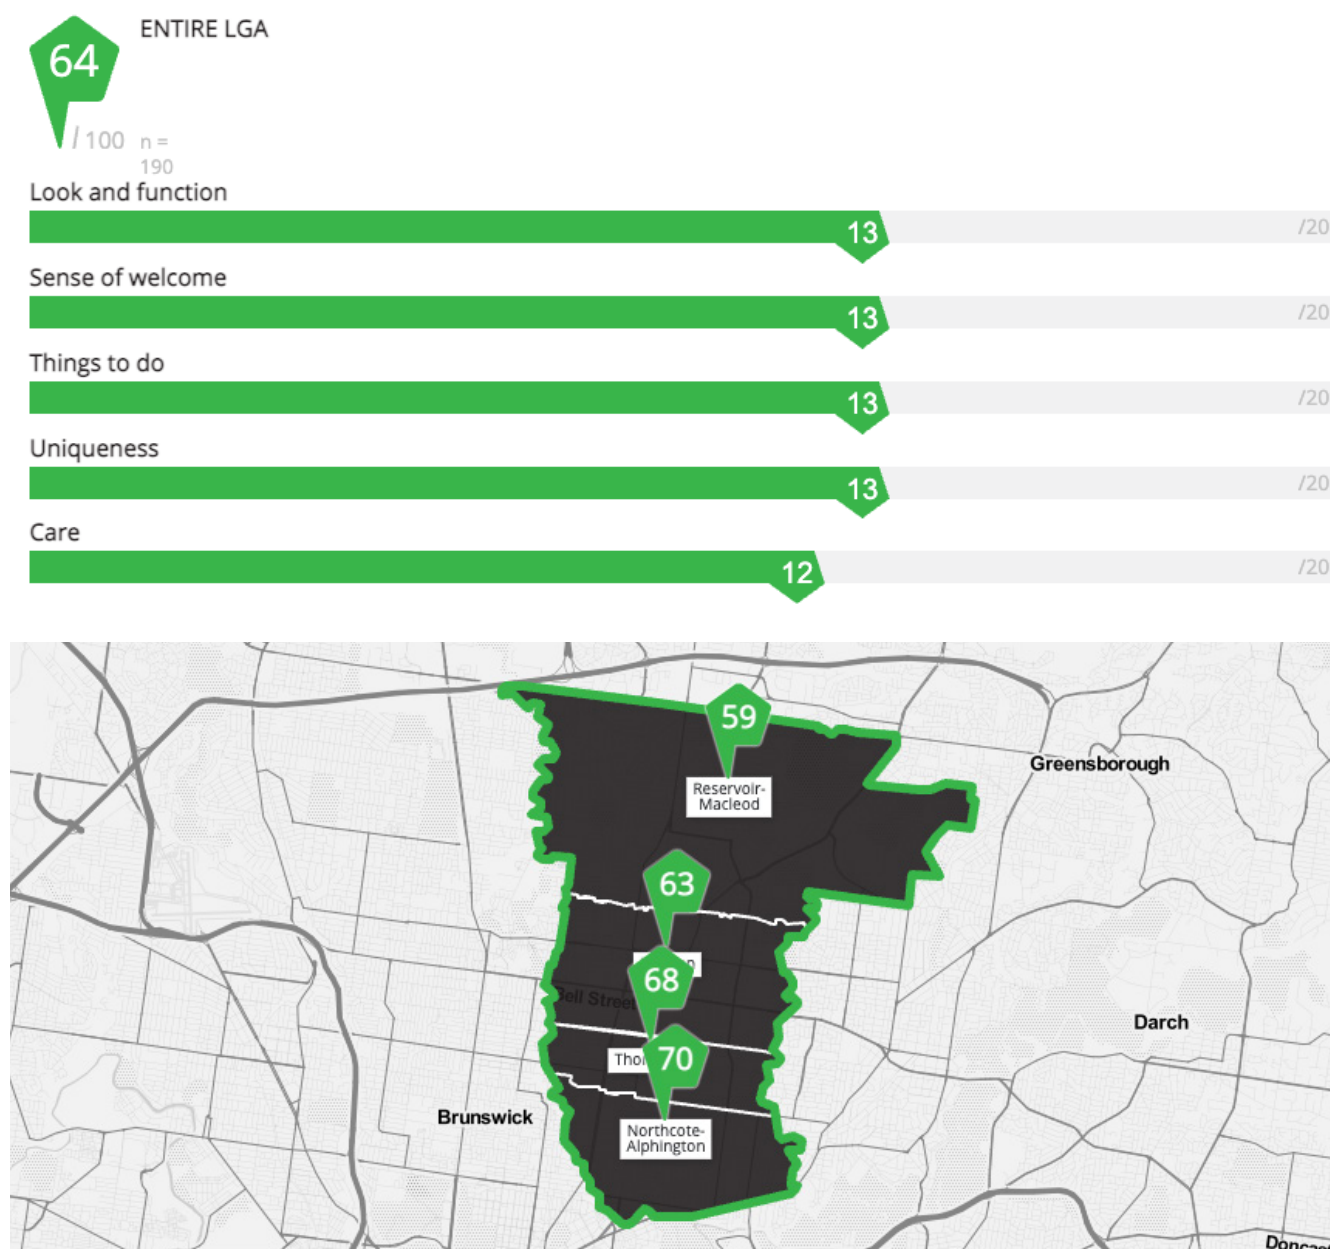 64
ENTIRE LGA
/ 100
n =
190
Look and function
13
/20
Sense of welcome
13
/20
Things to do
13
/20
Uniqueness
13
/20
Care
12
/20
59
Reservoir-
Macleod
Greensborough
63
68
Bell Street
Darch
70
Brunswick
Northcote-
Alphington